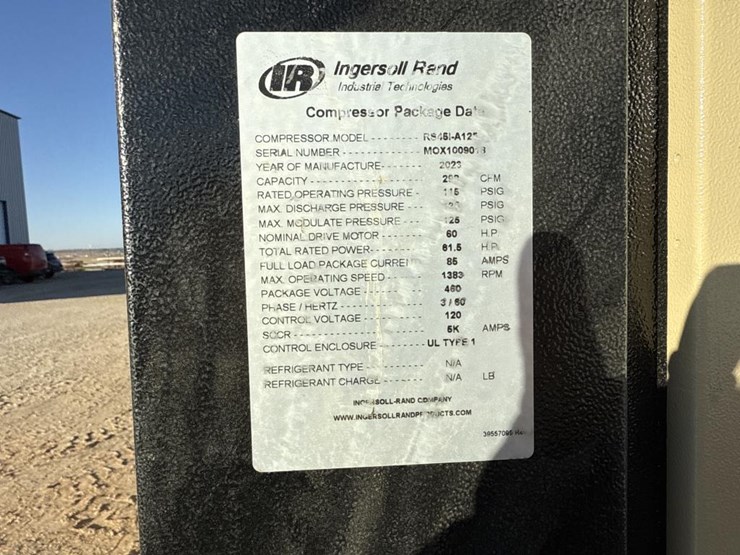 IR Ingersoll Rand
Industrial Technologies
Compressor Package Data
COMPRESSOR MODEL
SERIAL NUMBER
YEAR OF MANUFACTURE 2023
CAPACITY CFM
RATED OPERATING PRESSURE 115 PSIG
MAX. DISCHARGE PRESSURE PSIG
MAX. MODULATE PRESSURE 125 PSIG
NOMINAL DRIVE MOTOR 60 H.P.
TOTAL RATED POWER 61.5 H.P.
FULL LOAD PACKAGE CURRENT 85 AMPS
MAX. OPERATING SPEED 1383 RPM
PACKAGE VOLTAGE 460
PHASE / HERTZ 3 / 60
CONTROL VOLTAGE 120
SCCR 5K AMPS
CONTROL ENCLOSURE UL TYPE 1
REFRIGERANT TYPE N/A
REFRIGERANT CHARGE N/A LB
INGERSOLL-RAND COMPANY
WWW.INGERSOLLRANDPRODUCTS.COM
39557095